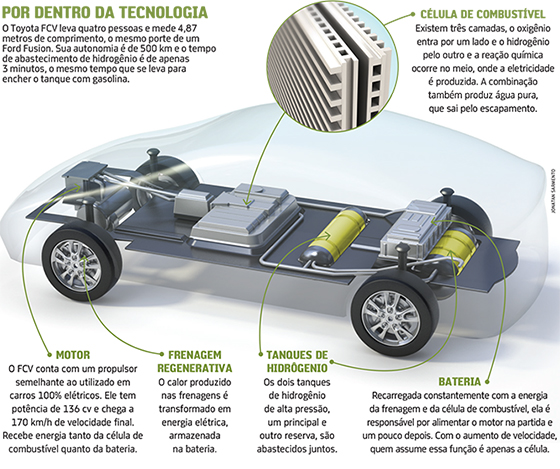 POR DENTRO DA TECNOLOGIA
O Toyota FCV leva quatro pessoas e mede 4,87
metros de comprimento, o mesmo porte de um
Ford Fusion. Sua autonomia é de 500 km e o tempo
de abastecimento de hidrogênio é de apenas
3 minutos, o mesmo tempo que se leva para
encher o tanque com gasolina.
CÉLULA DE COMBUSTÍVEL
Existem três camadas, o oxigênio
entra por um lado e o hidrogênio
pelo outro e a reação química
ocorre no meio, onde a eletricidade
é produzida. A combinação
também produz água pura,
que sai pelo escapamento.
JONATAN SARMENTO
MOTOR
O FCV conta com um propulsor
semelhante ao utilizado em
carros 100% elétricos. Ele tem
potência de 136 cv e chega a
170 km/h de velocidade final.
Recebe energia tanto da célula de
combustível quanto da bateria.
FRENAGEM
REGENERATIVA
O calor produzido
nas frenagens é
transformado em
energia elétrica,
armazenada
na bateria.
TANQUES DE
HIDROGÊNIO
Os dois tanques
de hidrogênio
de alta pressão,
um principal e
outro reserva, são
abastecidos juntos.
BATERIA
Recarregada constantemente com a energia
da frenagem e da célula de combustível, ela é
responsável por alimentar o motor na partida e
um pouco depois. Com o aumento de velocidade,
quem assume essa função é apenas a célula.